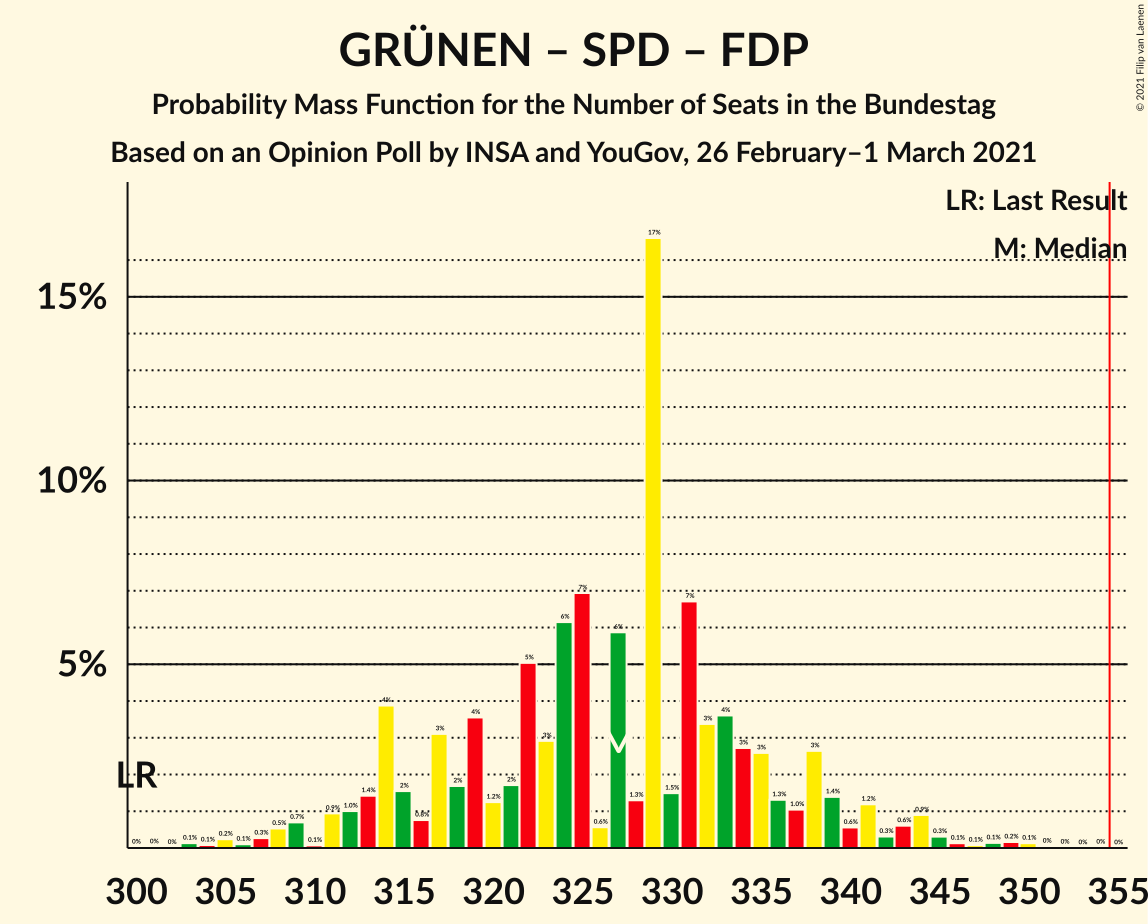 GRÜNEN – SPD – FDP
Probability Mass Function for the Number of Seats in the Bundestag
Based on an Opinion Poll by INSA and YouGov, 26 February–1 March 2021
© 2021 Filip van Laenen
LR: Last Result
M: Median
15%
10%
5%
LR
M
0% 0% 0% 0.1% 0.1% 0.2% 0.1% 0.3% 0.5% 0.7% 0.1% 0.9% 1.0% 1.4% 4% 2% 0.8% 3% 2% 4% 1.2% 2% 5% 3% 6% 7% 0.6% 6% 1.3% 17% 1.5% 7% 3% 4% 3% 3% 1.3% 1.0% 3% 1.4% 0.6% 1.2% 0.3% 0.6% 0.9% 0.3% 0.1% 0.1% 0.1% 0.2% 0.1% 0% 0% 0% 0% 0%
300 305 310 315 320 325 330 335 340 345 350 355